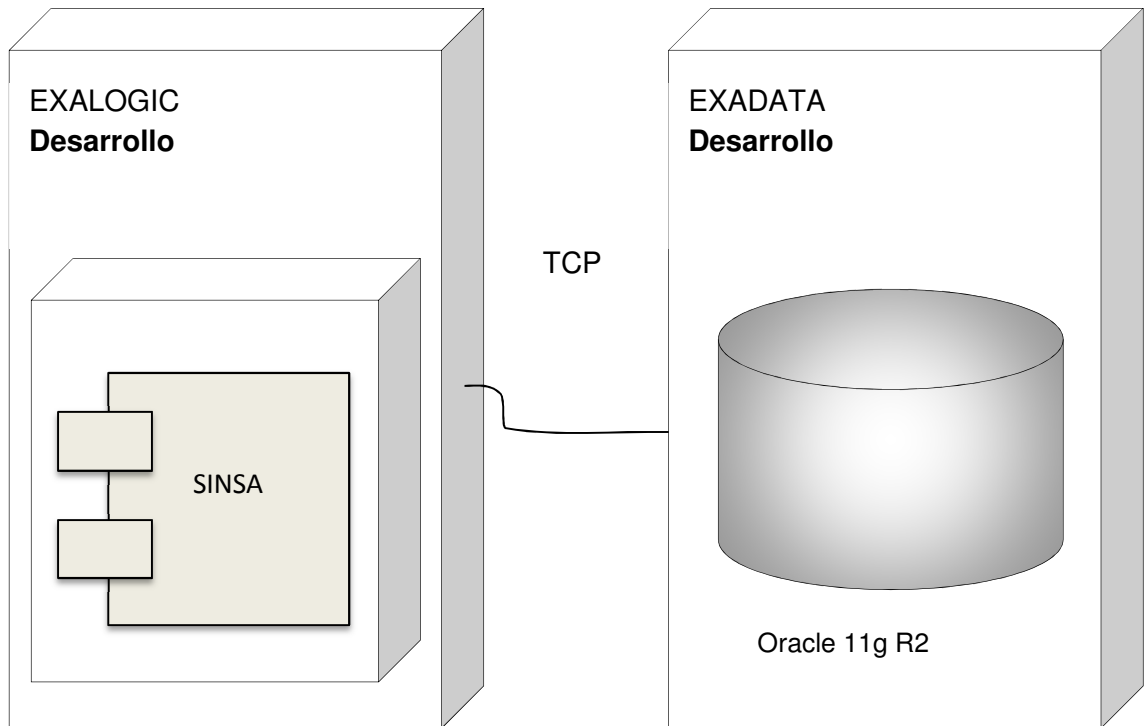 EXALOGIC
Desarrollo
EXADATA
Desarrollo
TCP
SINSA
Oracle 11g R2